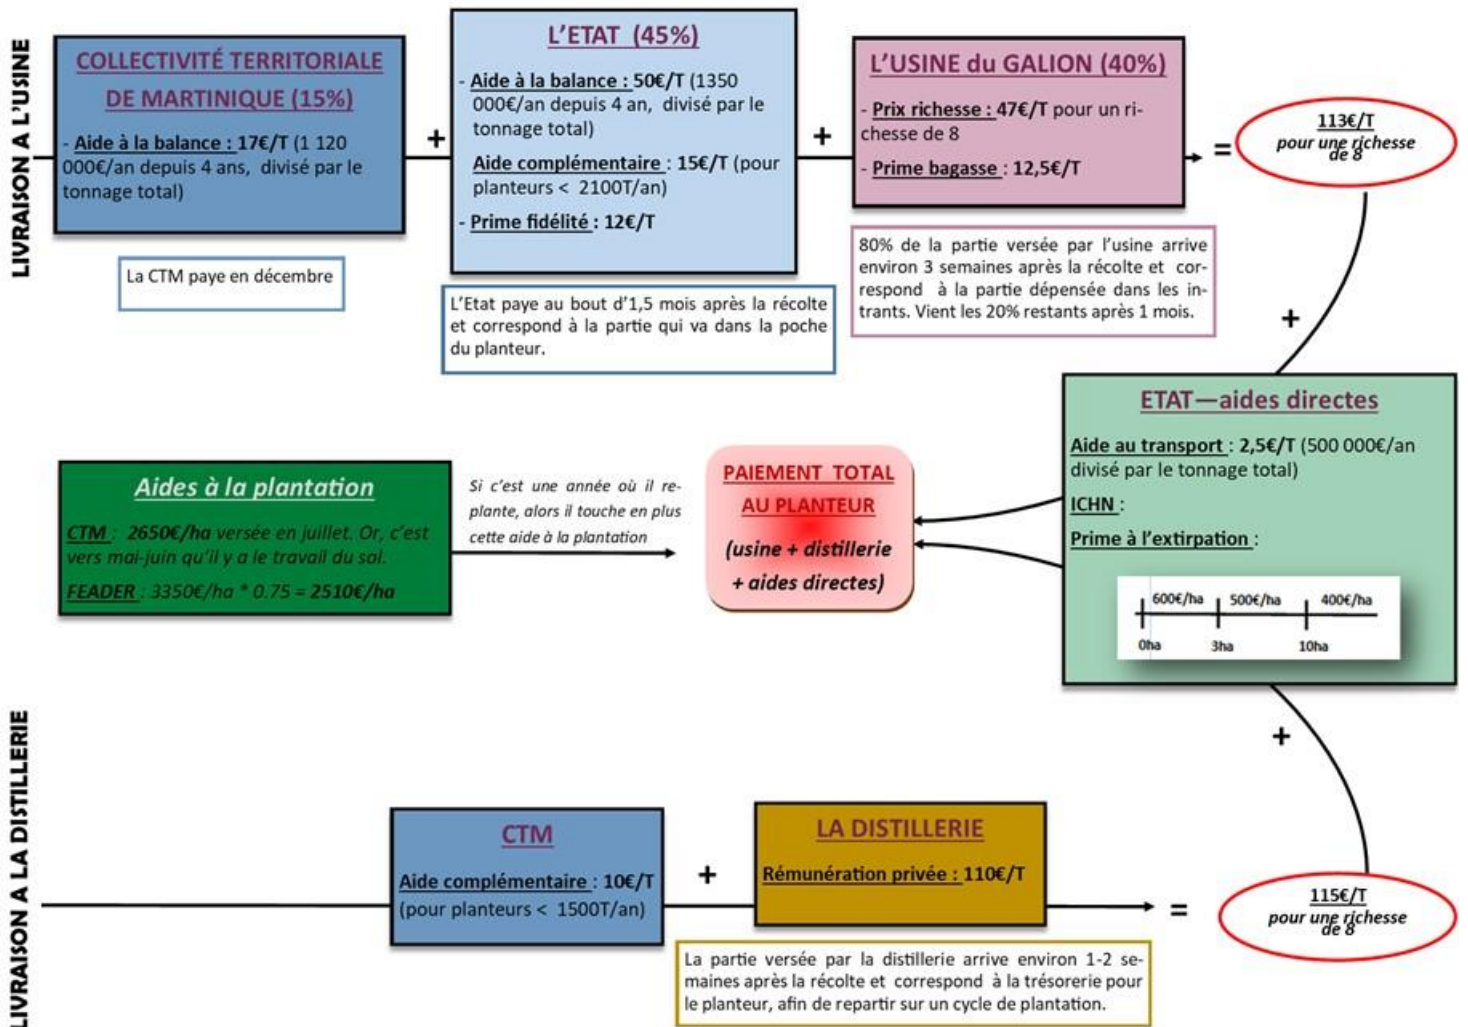 LIVRAISON A L'USINE
COLLECTIVITÉ TERRITORIALE
DE MARTINIQUE (15%)
- Aide à la balance : 17€/T (1 120
000€/an depuis 4 ans, divisé par le
tonnage total)
La CTM paye en décembre
+
L'ETAT (45%)
- Aide à la balance : 50€/T (1350
000€/an depuis 4 an, divisé par le
tonnage total)
Aide complémentaire : 15€/T (pour
planteurs < 2100T/an)
- Prime fidélité : 12€/T
L'Etat paye au bout d'1,5 mois après la récolte
et correspond à la partie qui va dans la poche
du planteur.
+
L'USINE du GALION (40%)
- Prix richesse : 47€/T pour un ri-
chesse de 8
- Prime bagasse : 12,5€/T
80% de la partie versée par l'usine arrive
environ 3 semaines après la récolte et cor-
respond à la partie dépensée dans les in-
trants. Vient les 20% restants après 1 mois.
=
113€/T
pour une richesse
de 8
+
ETAT—aides directes
Aide au transport : 2,5€/T (500 000€/an
divisé par le tonnage total)
ICHN :
Prime à l'extirpation :
600€/ha 500€/ha 400€/ha
0ha 3ha 10ha
Aides à la plantation
CTM : 2650€/ha versée en juillet. Or, c'est
vers mai-juin qu'il y a le travail du sol.
FEADER : 3350€/ha * 0.75 = 2510€/ha
Si c'est une année où il re-
plante, alors il touche en plus
cette aide à la plantation
PAIEMENT TOTAL
AU PLANTEUR
(usine + distillerie
+ aides directes)
+
LIVRAISON A LA DISTILLERIE
CTM
Aide complémentaire : 10€/T
(pour planteurs < 1500T/an)
+
LA DISTILLERIE
Rémunération privée : 110€/T
La partie versée par la distillerie arrive environ 1-2 se-
maines après la récolte et correspond à la trésorerie pour
le planteur, afin de repartir sur un cycle de plantation.
=
115€/T
pour une richesse
de 8